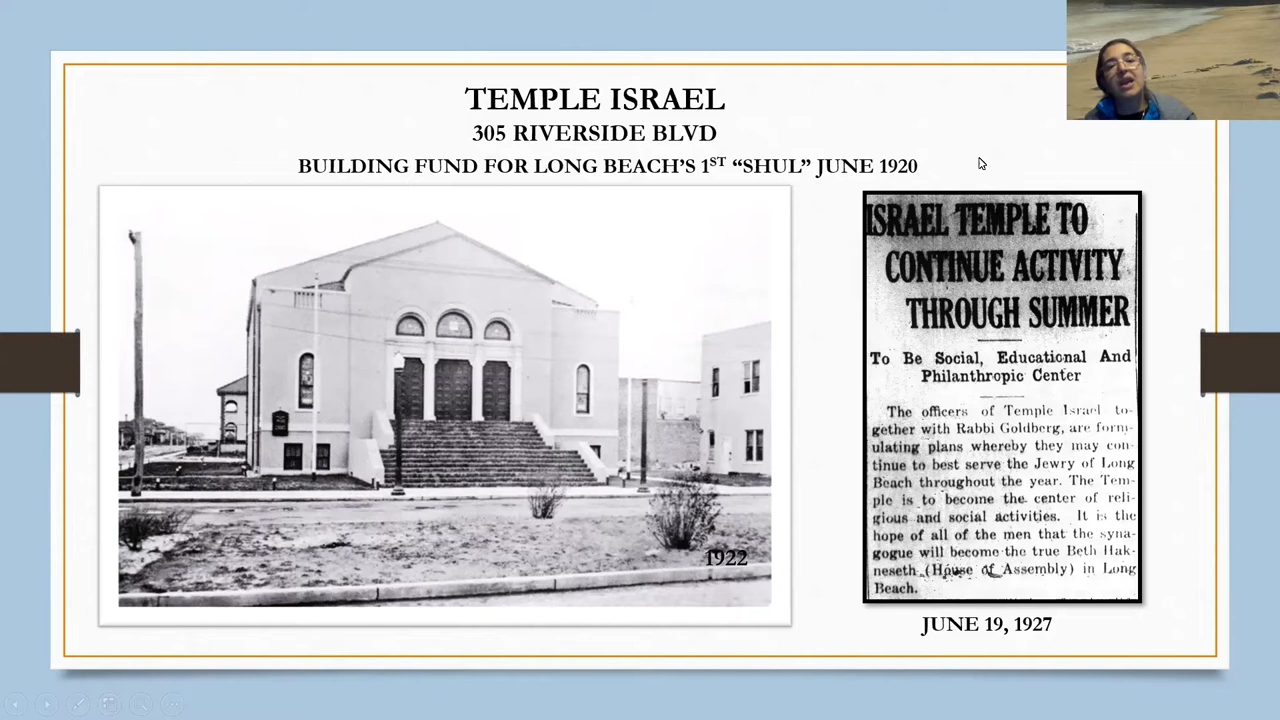 TEMPLE ISRAEL
305 RIVERSIDE BLVD
BUILDING FUND FOR LONG BEACH'S 1ST “SHUL” JUNE 1920
1922
ISRAEL TEMPLE TO
CONTINUE ACTIVITY
THROUGH SUMMER
To Be Social, Educational And
Philanthropic Center
The officers of Temple Israel to-
gether with Rabbi Goldberg, are form-
ulating plans whereby they may con-
tinue to best serve the Jewry of Long
Beach throughout the year. The Tem-
ple is to become the center of reli-
gious and social activities. It is the
hope of all of the men that the syna-
gogue will become the true Beth Hak-
neseth (House of Assembly) in Long
Beach.
JUNE 19, 1927